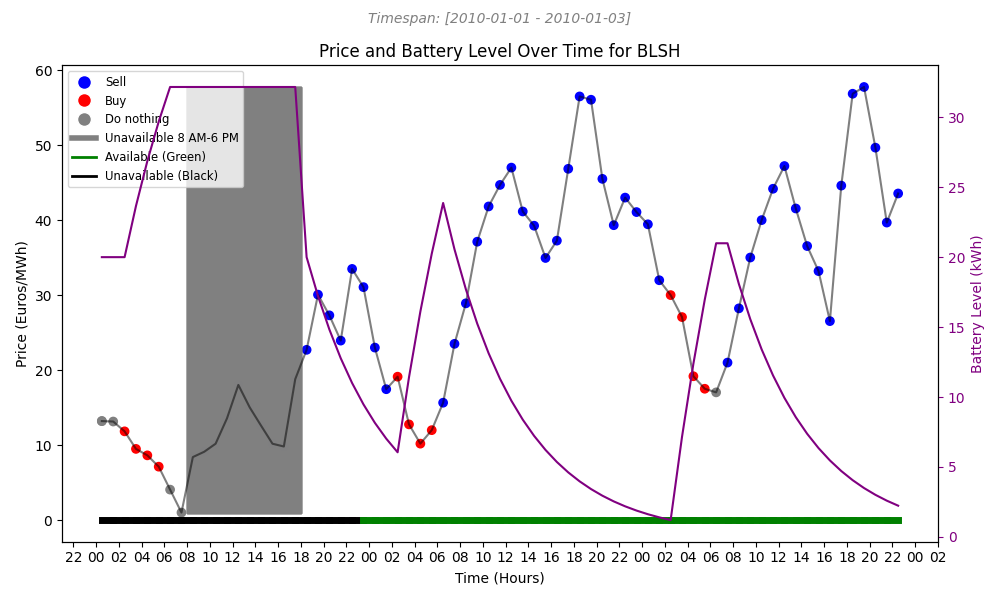 Timespan: [2010-01-01 - 2010-01-03]
Price and Battery Level Over Time for BLSH
Sell
Buy
Do nothing
Unavailable 8 AM-6 PM
Available (Green)
Unavailable (Black)
Price (Euros/MWh)
60
50
40
30
20
10
0
Battery Level (kWh)
30
25
20
15
10
5
0
22 00 02 04 06 08 10 12 14 16 18 20 22 00 02 04 06 08 10 12 14 16 18 20 22 00 02 04 06 08 10 12 14 16 18 20 22 00 02
Time (Hours)